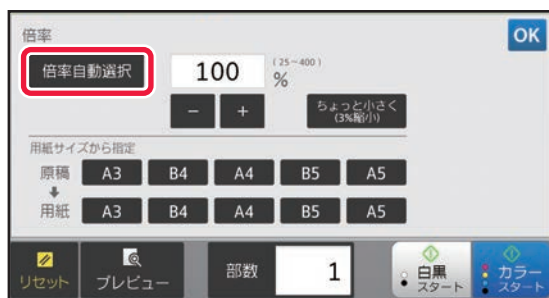 倍率
OK
倍率自動選択
100
(25~400)
%
-
+
ちょっと小さく
(3%縮小)
用紙サイズから指定
原稿
A3
B4
A4
B5
A5
用紙
A3
B4
A4
B5
A5
リセット
プレビュー
部数
1
白黒
スタート
カラー
スタート